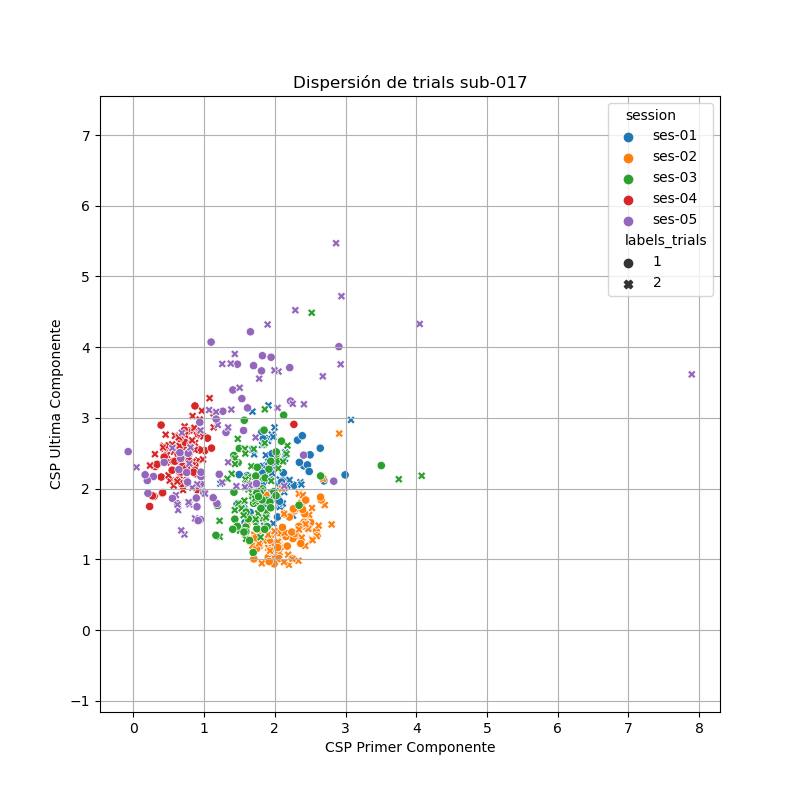 Dispersión de trials sub-017
session
ses-01
ses-02
ses-03
ses-04
ses-05
labels_trials
1
2
7
6
5
4
3
2
1
0
−1
CSP Ultima Componente
0 1 2 3 4 5 6 7 8
CSP Primer Componente